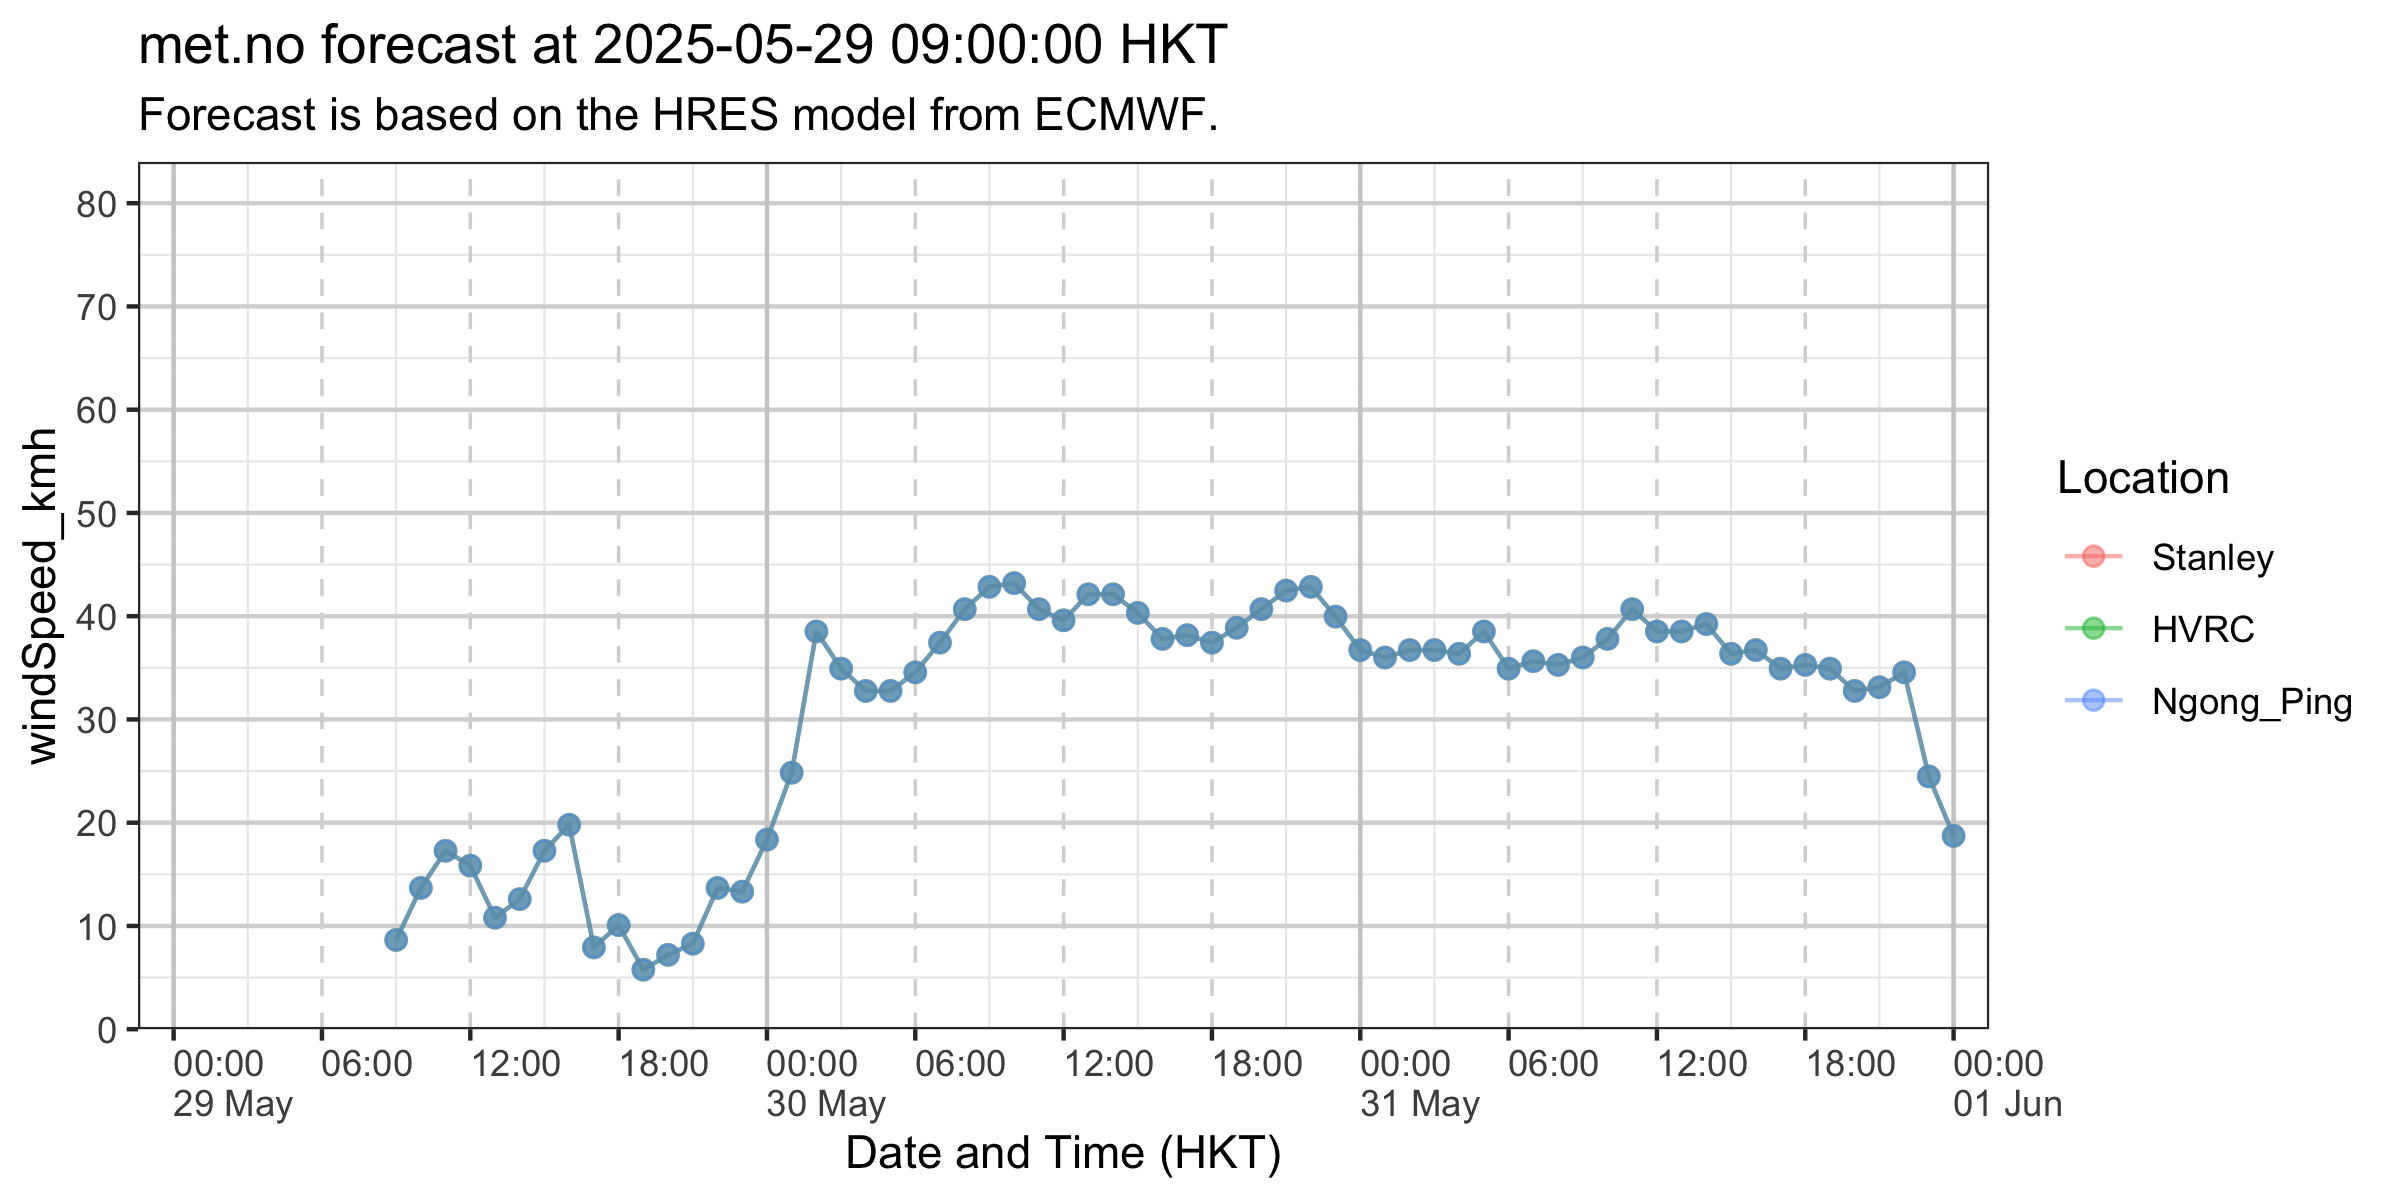 met.no forecast at 2025-05-29 09:00:00 HKT
Forecast is based on the HRES model from ECMWF.
windSpeed_kmh
80
70
60
50
40
30
20
10
0
00:00 06:00 12:00 18:00 00:00 06:00 12:00 18:00 00:00 06:00 12:00 18:00 00:00
29 May 30 May 31 May 01 Jun
Date and Time (HKT)
Location
Stanley
HVRC
Ngong_Ping